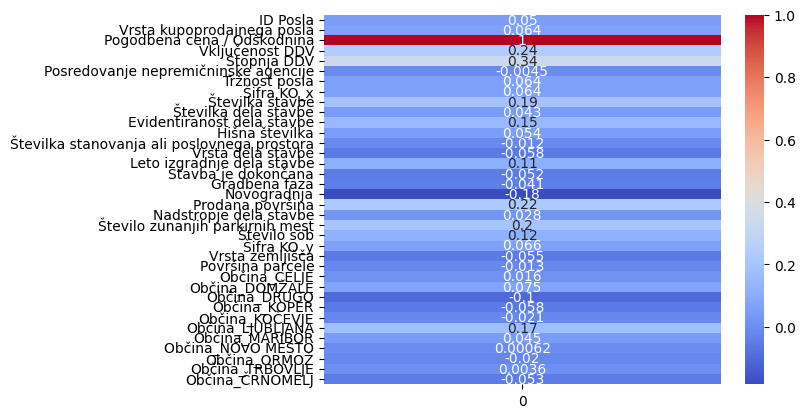 ID Posla 0.05
Vrsta kupoprodajnega posla 0.064
Pogodbena cena / Odškodnina 1
Vključenost DDV 0.24
Stopnja DDV 0.34
Posredovanje nepremičninske agencije -0.0045
Tržnost posla 0.064
Šifra KO_x 0.064
Številka stavbe 0.19
Številka dela stavbe 0.043
Evidentiranost dela stavbe 0.15
Hišna številka 0.054
Številka stanovanja ali poslovnega prostora -0.012
Vrsta dela stavbe -0.058
Leto izgradnje dela stavbe 0.11
Stavba je dokončana -0.052
Gradbena faza -0.041
Novogradnja -0.18
Prodana površina 0.22
Nadstropje dela stavbe 0.028
Število zunanjih parkirnih mest 0.2
Število sob 0.12
Šifra KO_y 0.066
Vrsta zemljišča -0.055
Površina parcele -0.013
Občina_CELJE 0.016
Občina_DOMŽALE 0.075
Občina_DRUGO -0.1
Občina_KOPER -0.058
Občina_KOČEVJE -0.021
Občina_LJUBLJANA 0.17
Občina_MARIBOR 0.045
Občina_NOVO MESTO 0.00062
Občina_ORMOŽ -0.02
Občina_TRBOVLJE 0.0036
Občina_ČRNOMELJ -0.053
0
1.0
0.8
0.6
0.4
0.2
0.0